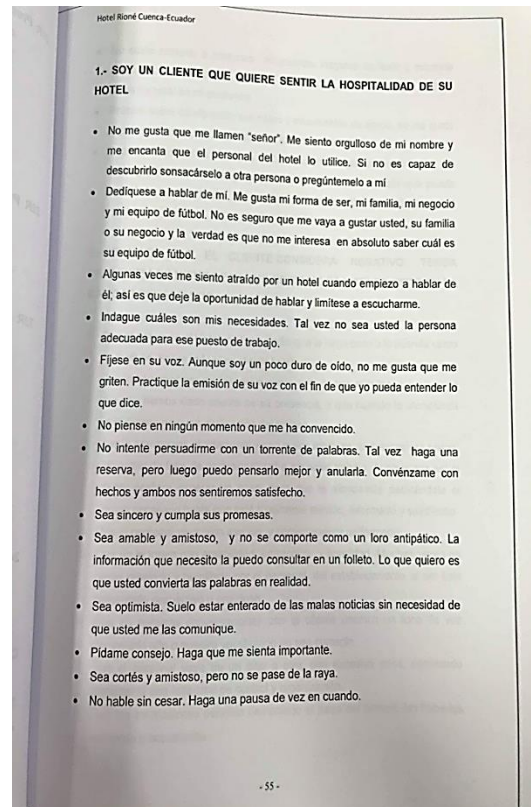 Hotel Rioné Cuenca-Ecuador
1.- SOY UN CLIENTE QUE QUIERE SENTIR LA HOSPITALIDAD DE SU
HOTEL
• No me gusta que me llamen "señor". Me siento orgulloso de mi nombre y
me encanta que el personal del hotel lo utilice. Si no es capaz de
descubrirlo sonsacárselo a otra persona o pregúntemelo a mí
• Dedíquese a hablar de mí. Me gusta mi forma de ser, mi familia, mi negocio
y mi equipo de fútbol. No es seguro que me vaya a gustar usted, su familia
o su negocio y la verdad es que no me interesa en absoluto saber cuál es
su equipo de fútbol.
• Algunas veces me siento atraído por un hotel cuando empiezo a hablar de
él; así es que deje la oportunidad de hablar y limítese a escucharme.
• Indague cuáles son mis necesidades. Tal vez no sea usted la persona
adecuada para ese puesto de trabajo.
• Fíjese en su voz. Aunque soy un poco duro de oído, no me gusta que me
griten. Practique la emisión de su voz con el fin de que yo pueda entender lo
que dice.
• No piense en ningún momento que me ha convencido.
• No intente persuadirme con un torrente de palabras. Tal vez haga una
reserva, pero luego puedo pensarlo mejor y anularla. Convénzame con
hechos y ambos nos sentiremos satisfecho.
• Sea sincero y cumpla sus promesas.
• Sea amable y amistoso, y no se comporte como un loro antipático. La
información que necesito la puedo consultar en un folleto. Lo que quiero es
que usted convierta las palabras en realidad.
• Sea optimista. Suelo estar enterado de las malas noticias sin necesidad de
que usted me las comunique.
• Pídame consejo. Haga que me sienta importante.
• Sea cortés y amistoso, pero no se pase de la raya.
• No hable sin cesar. Haga una pausa de vez en cuando.
- 55 -